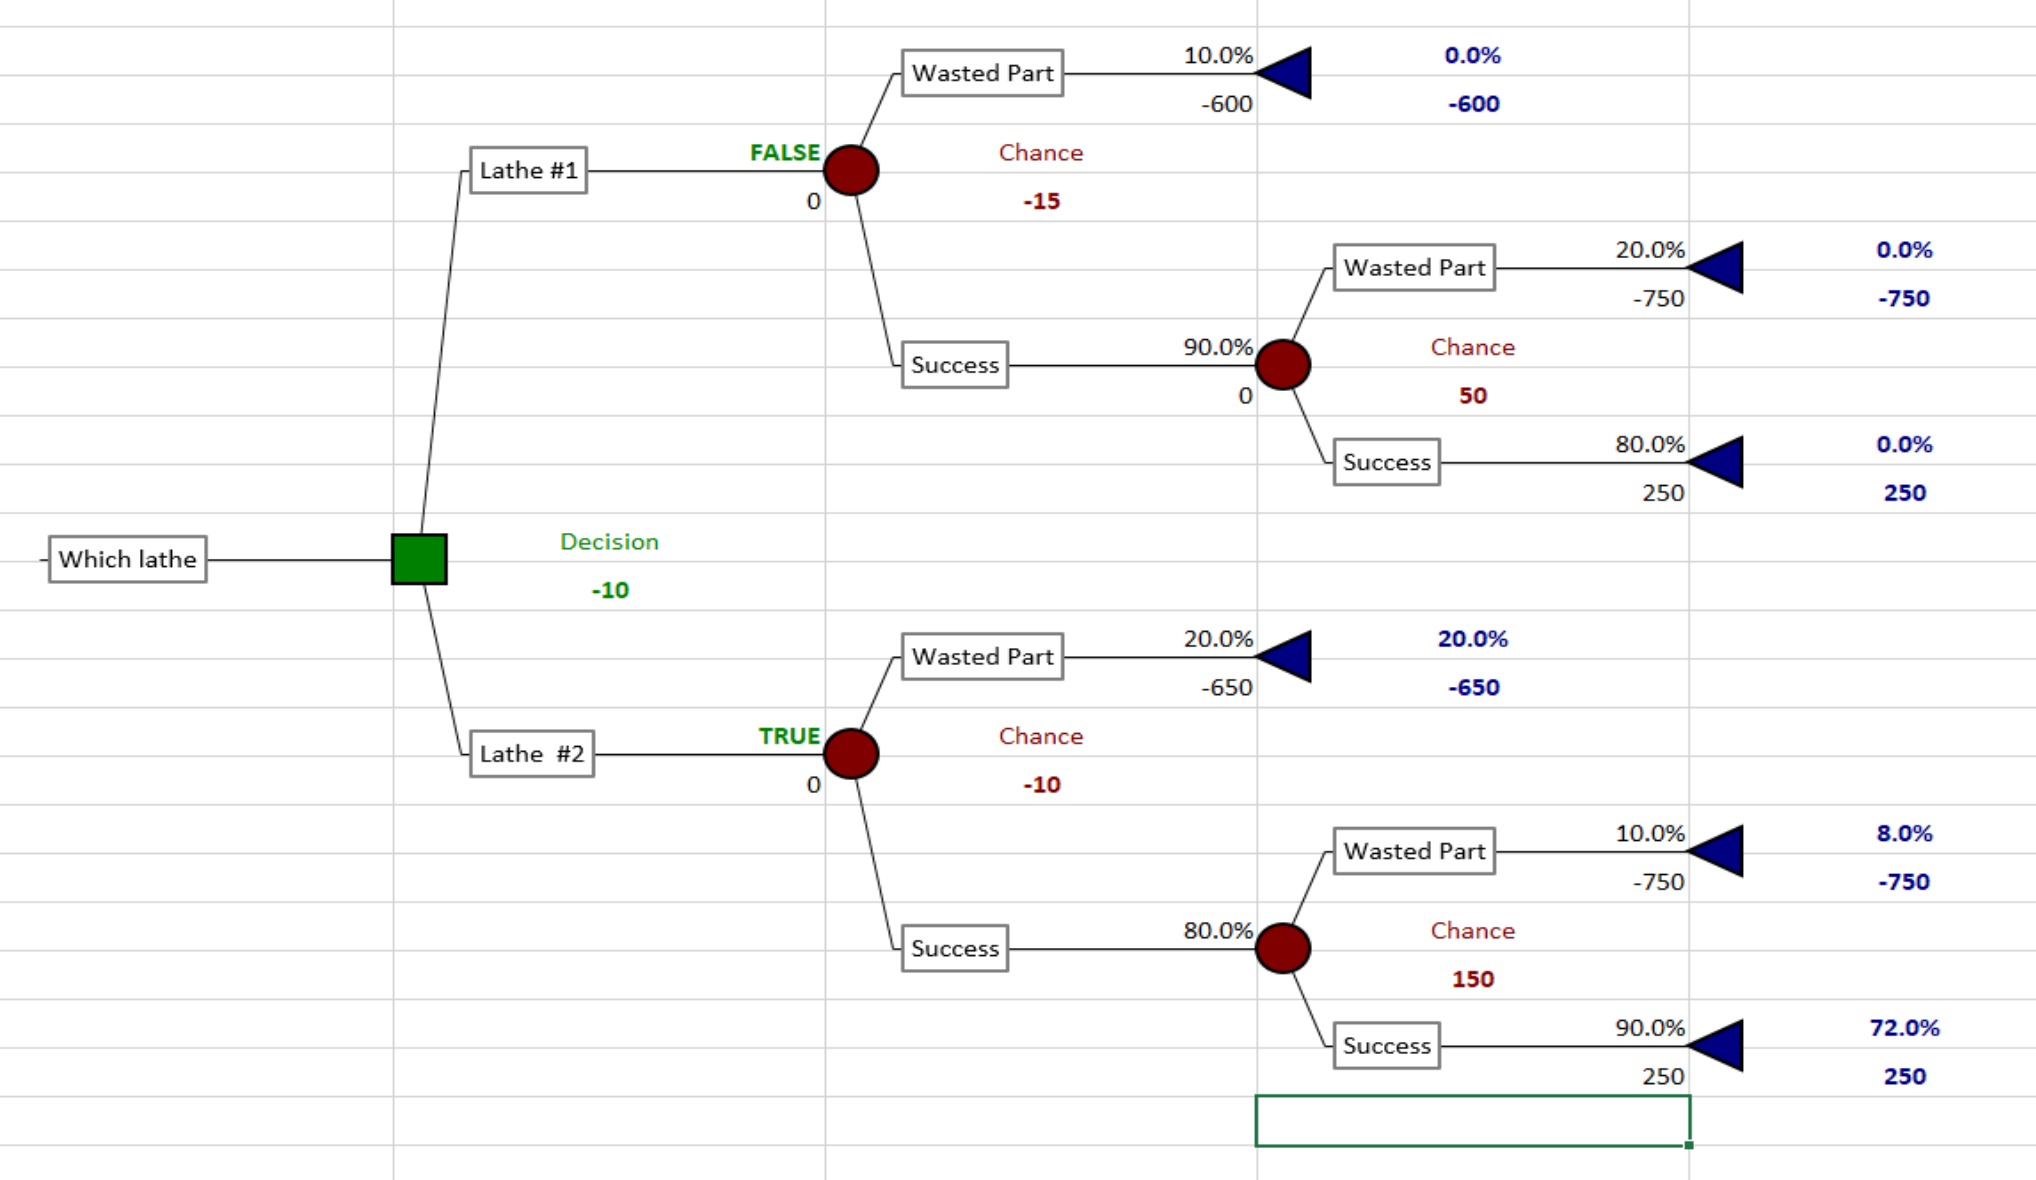 Wasted Part 10.0% 0.0%
-600 -600
Lathe #1 FALSE Chance
0 -15
Wasted Part 20.0% 0.0%
-750 -750
Success 90.0% Chance
0 50
Success 80.0% 0.0%
250 250
Which lathe Decision
-10
Wasted Part 20.0% 20.0%
-650 -650
Lathe #2 TRUE Chance
0 -10
Wasted Part 10.0% 8.0%
-750 -750
Success 80.0% Chance
150
Success 90.0% 72.0%
250 250